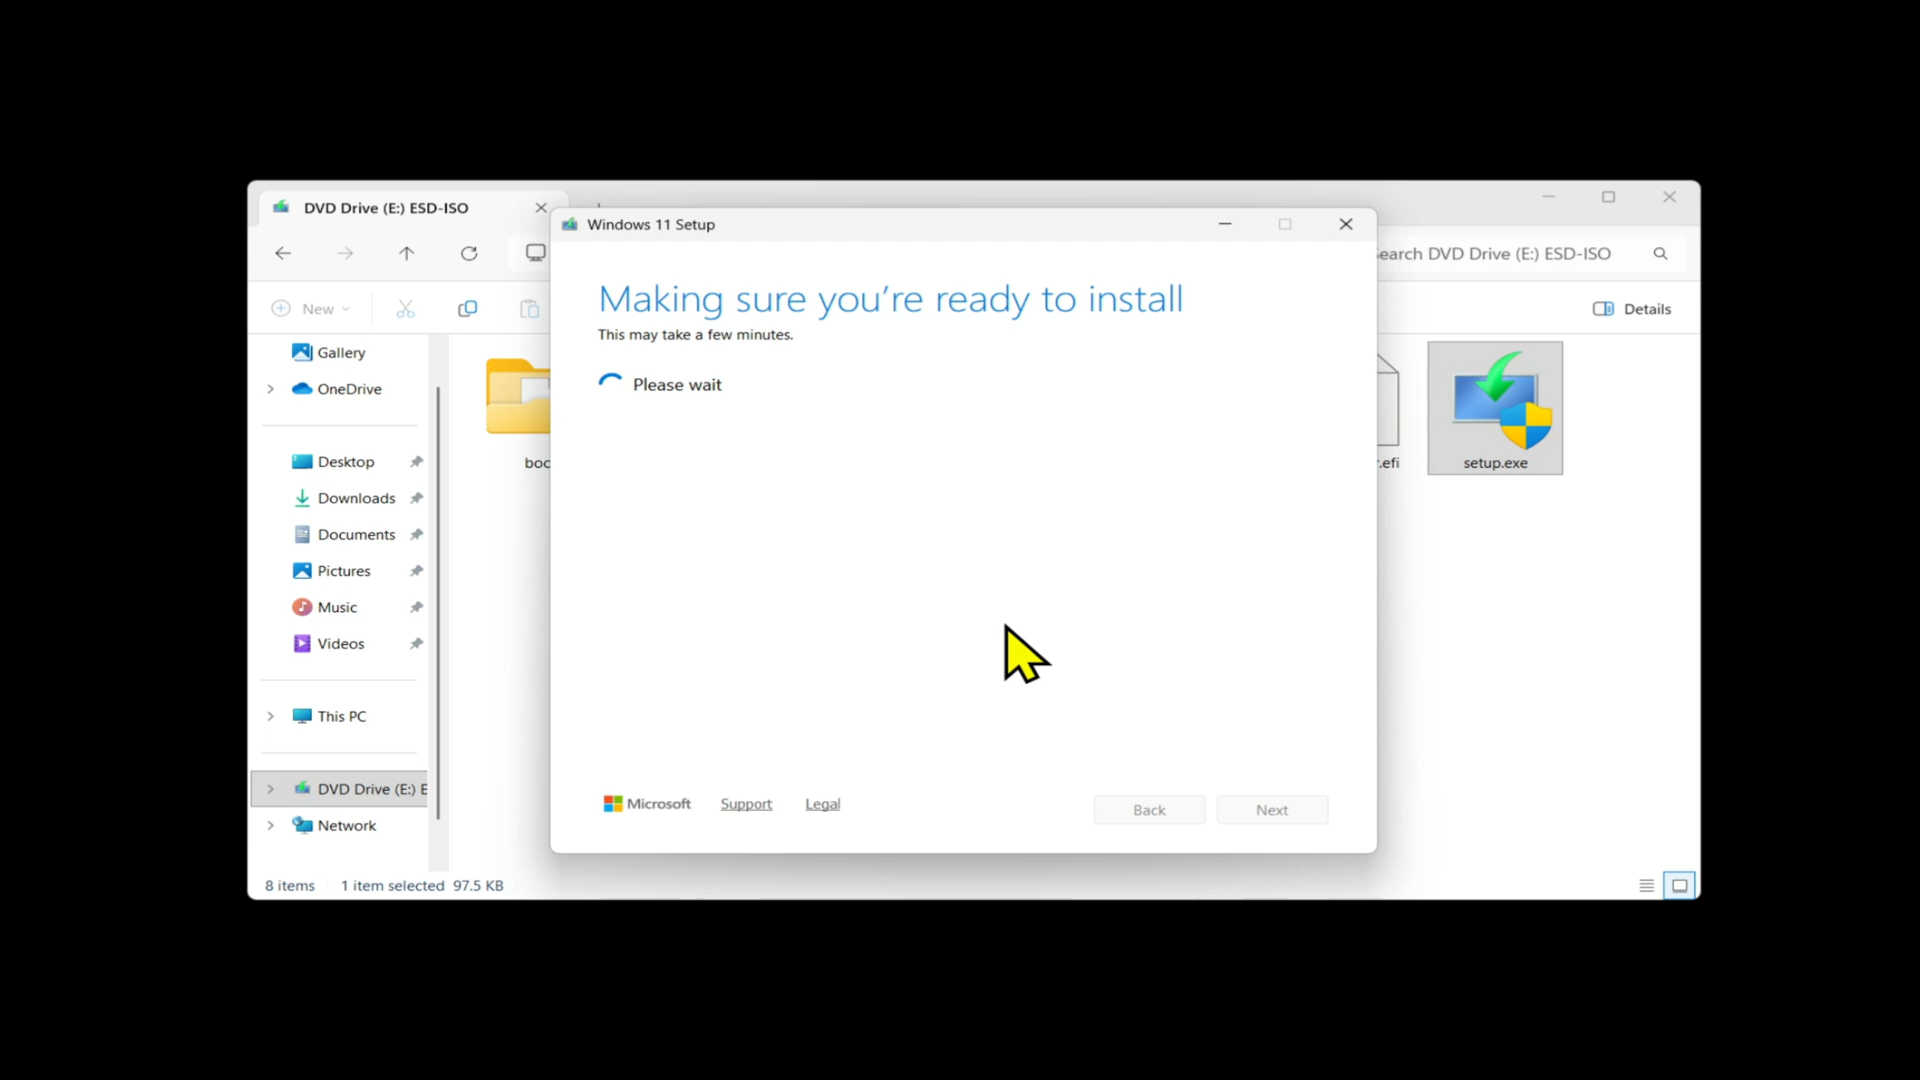 DVD Drive (E:) ESD-ISO
Windows 11 Setup
DVD Drive (E:) ESD-ISO
New
Details
Making sure you're ready to install
This may take a few minutes.
Please wait
Gallery
OneDrive
Desktop
Downloads
Documents
Pictures
Music
Videos
This PC
DVD Drive (E:) E
Network
boo
.efi
setup.exe
Microsoft
Support
Legal
Back
Next
8 items
1 item selected 97.5 KB